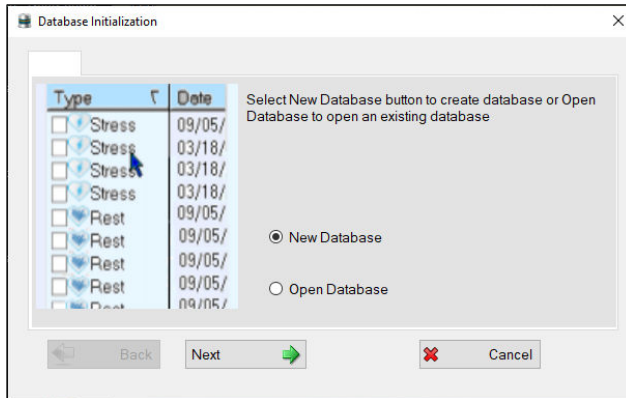 Database Initialization
Type Date
Stress 09/05/
Stress 03/18/
Stress 03/18/
Stress 03/18/
Rest 09/05/
Rest 09/05/
Rest 09/05/
Rest 09/05/
Rest 09/05/
Select New Database button to create database or Open
Database to open an existing database
New Database
Open Database
Back Next Cancel